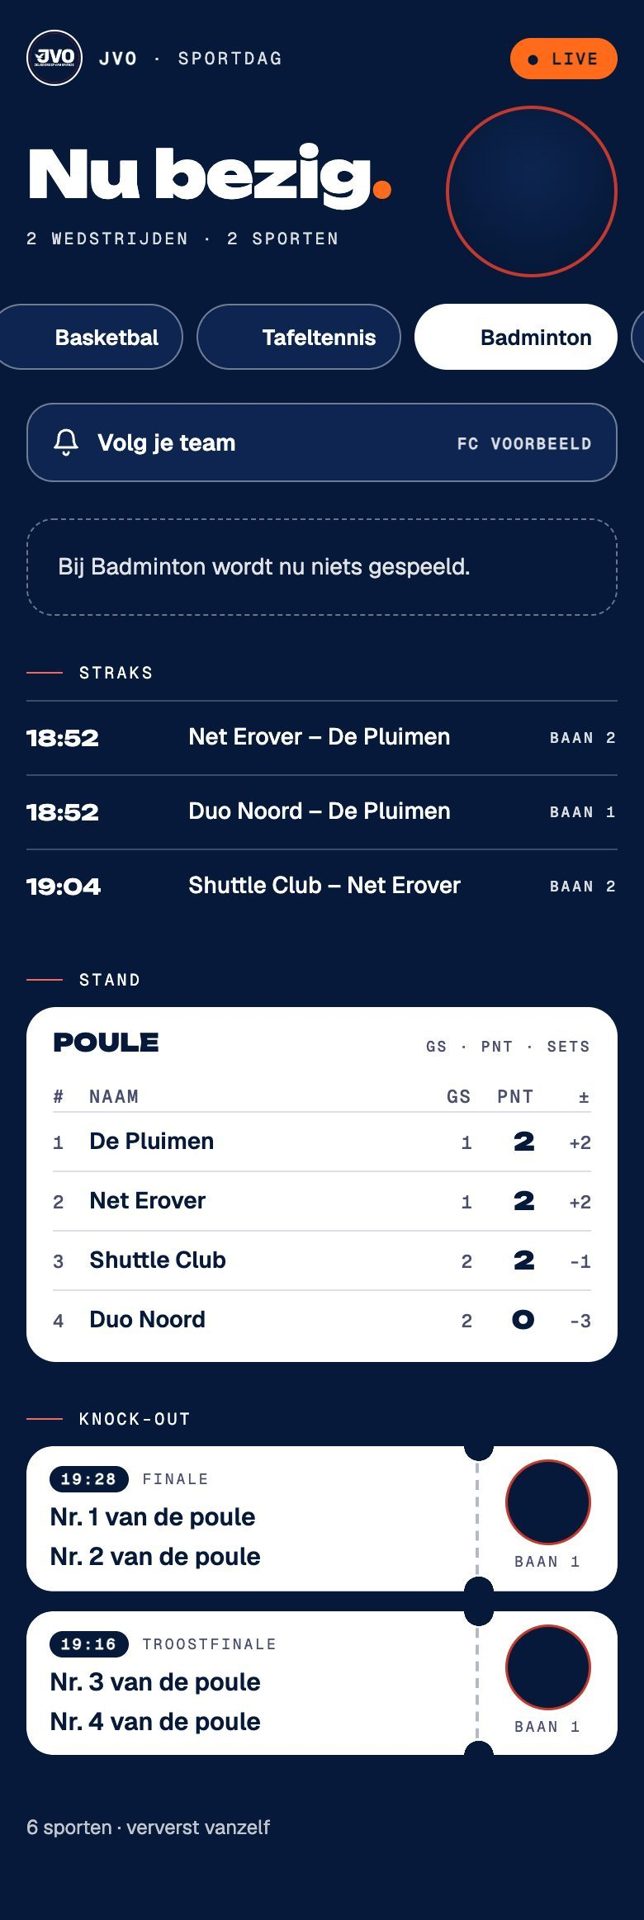 JVO
JVO · SPORTDAG
● LIVE
Nu bezig.
2 WEDSTRIJDEN · 2 SPORTEN
Basketbal
Tafeltennis
Badminton
Volg je team
FC VOORBEELD
Bij Badminton wordt nu niets gespeeld.
STRAKS
18:52 Net Erover – De Pluimen BAAN 2
18:52 Duo Noord – De Pluimen BAAN 1
19:04 Shuttle Club – Net Erover BAAN 2
STAND
POULE GS · PNT · SETS
# NAAM GS PNT ±
1 De Pluimen 1 2 +2
2 Net Erover 1 2 +2
3 Shuttle Club 2 2 -1
4 Duo Noord 2 0 -3
KNOCK-OUT
19:28 FINALE
Nr. 1 van de poule
Nr. 2 van de poule
BAAN 1
19:16 TROOSTFINALE
Nr. 3 van de poule
Nr. 4 van de poule
BAAN 1
6 sporten · ververst vanzelf